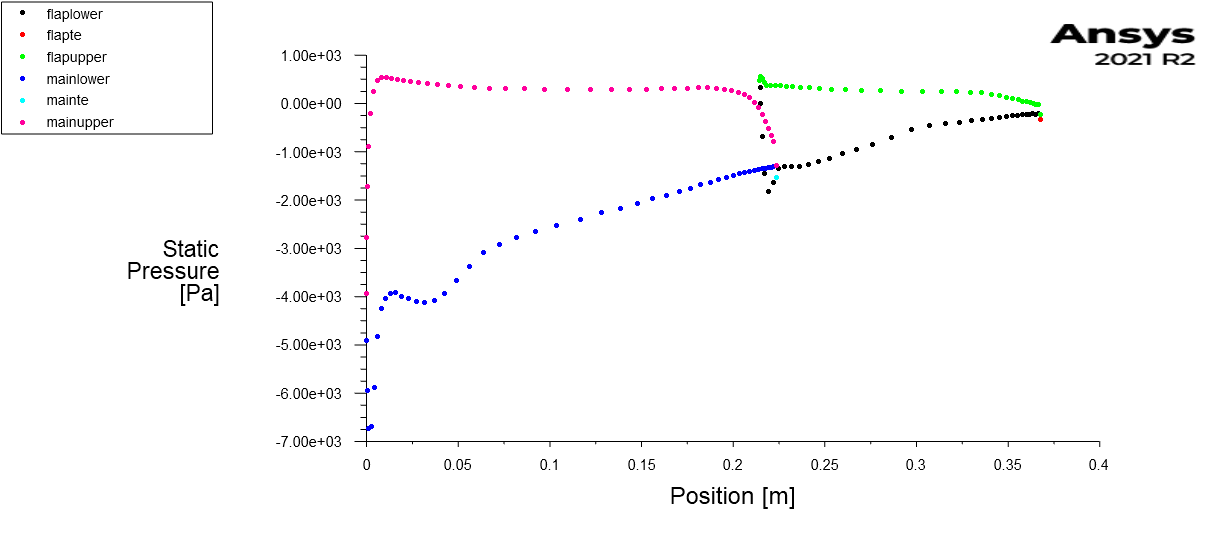 flaplower
flapte
flapupper
mainlower
mainte
mainupper
Ansys
2021 R2
1.00e+03
0.00e+00
-1.00e+03
-2.00e+03
-3.00e+03
-4.00e+03
-5.00e+03
-6.00e+03
-7.00e+03
Static
Pressure
[Pa]
0 0.05 0.1 0.15 0.2 0.25 0.3 0.35 0.4
Position [m]